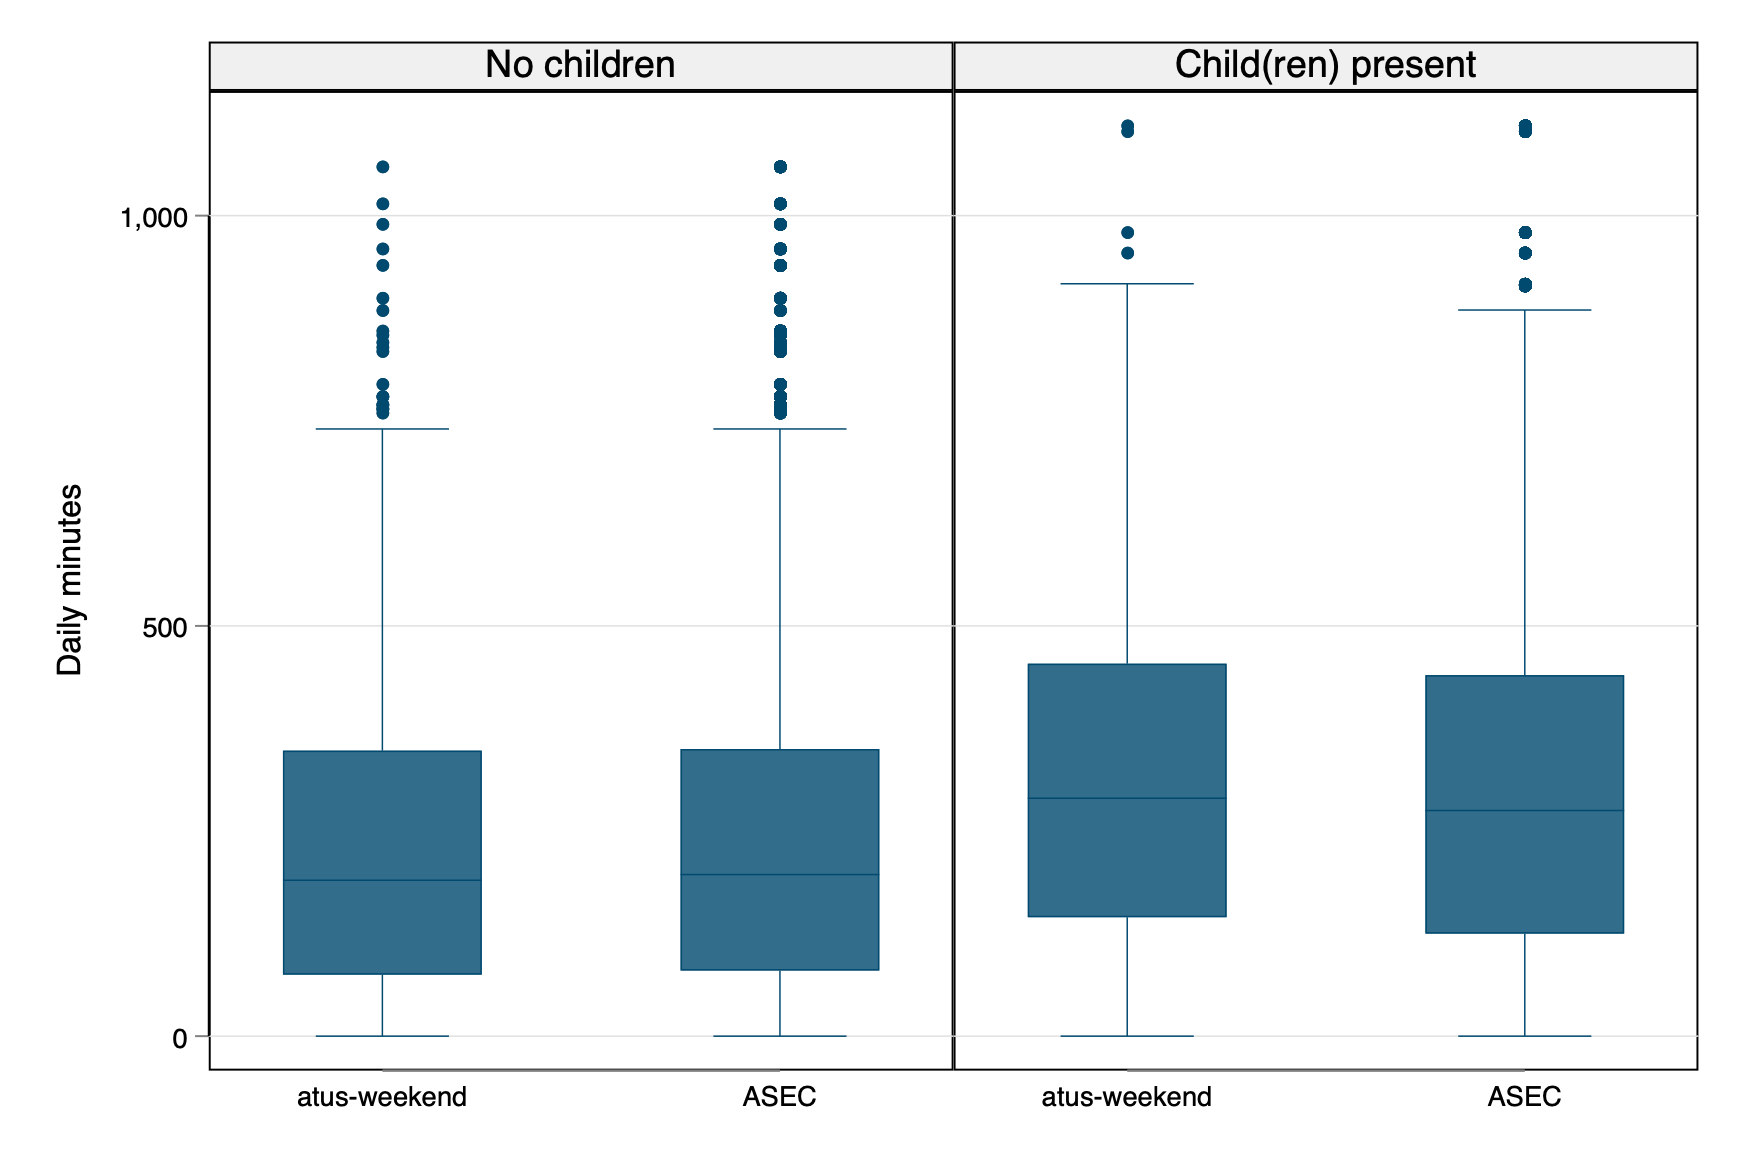 No children
Child(ren) present
Daily minutes
1,000
500
0
atus-weekend
ASEC
atus-weekend
ASEC